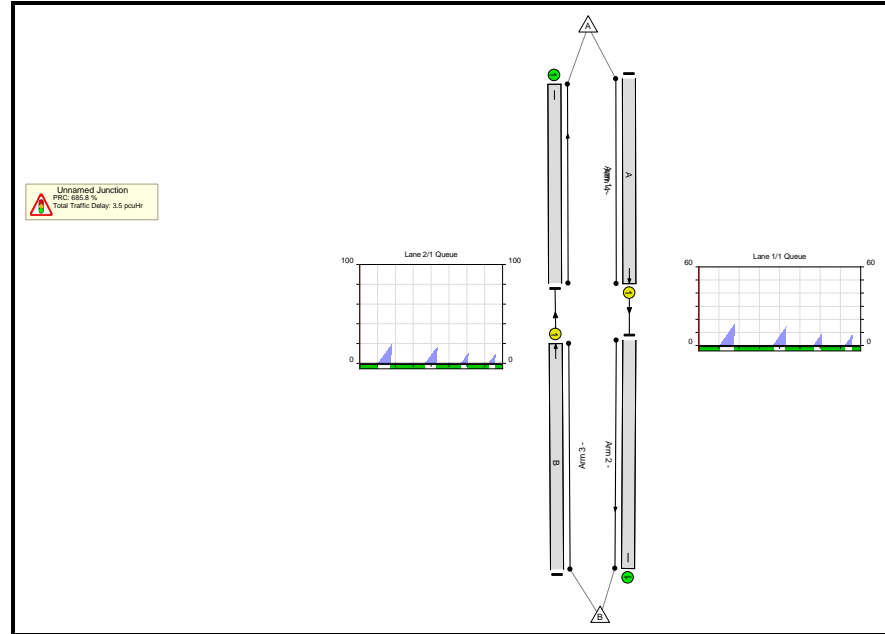 A
Unnamed Junction
PRC: 685.8 %
Total Traffic Delay: 3.5 pcuHr
A
Lane 2/1 Queue
100
100
0
0
Lane 1/1 Queue
60
60
0
0
B
Arm 3 -
Arm 2 -
B